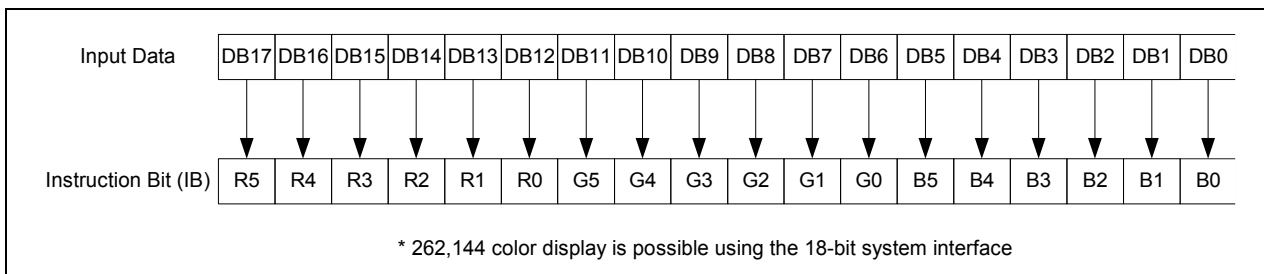 Input Data DB17 DB16 DB15 DB14 DB13 DB12 DB11 DB10 DB9 DB8 DB7 DB6 DB5 DB4 DB3 DB2 DB1 DB0
Instruction Bit (IB) R5 R4 R3 R2 R1 R0 G5 G4 G3 G2 G1 G0 B5 B4 B3 B2 B1 B0
* 262,144 color display is possible using the 18-bit system interface